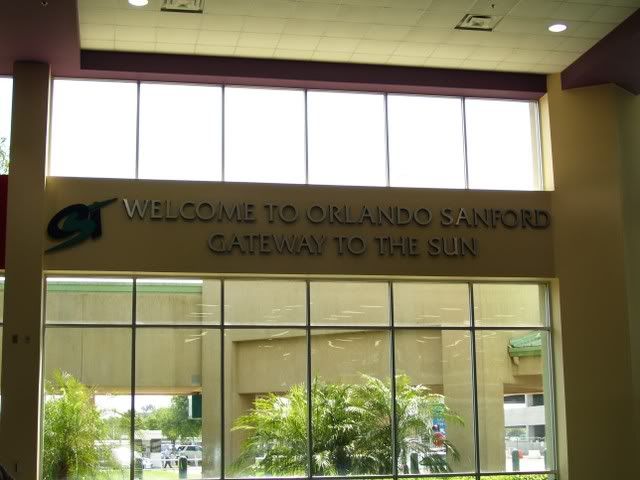 WELCOME TO ORLANDO SANFORD
GATEWAY TO THE SUN